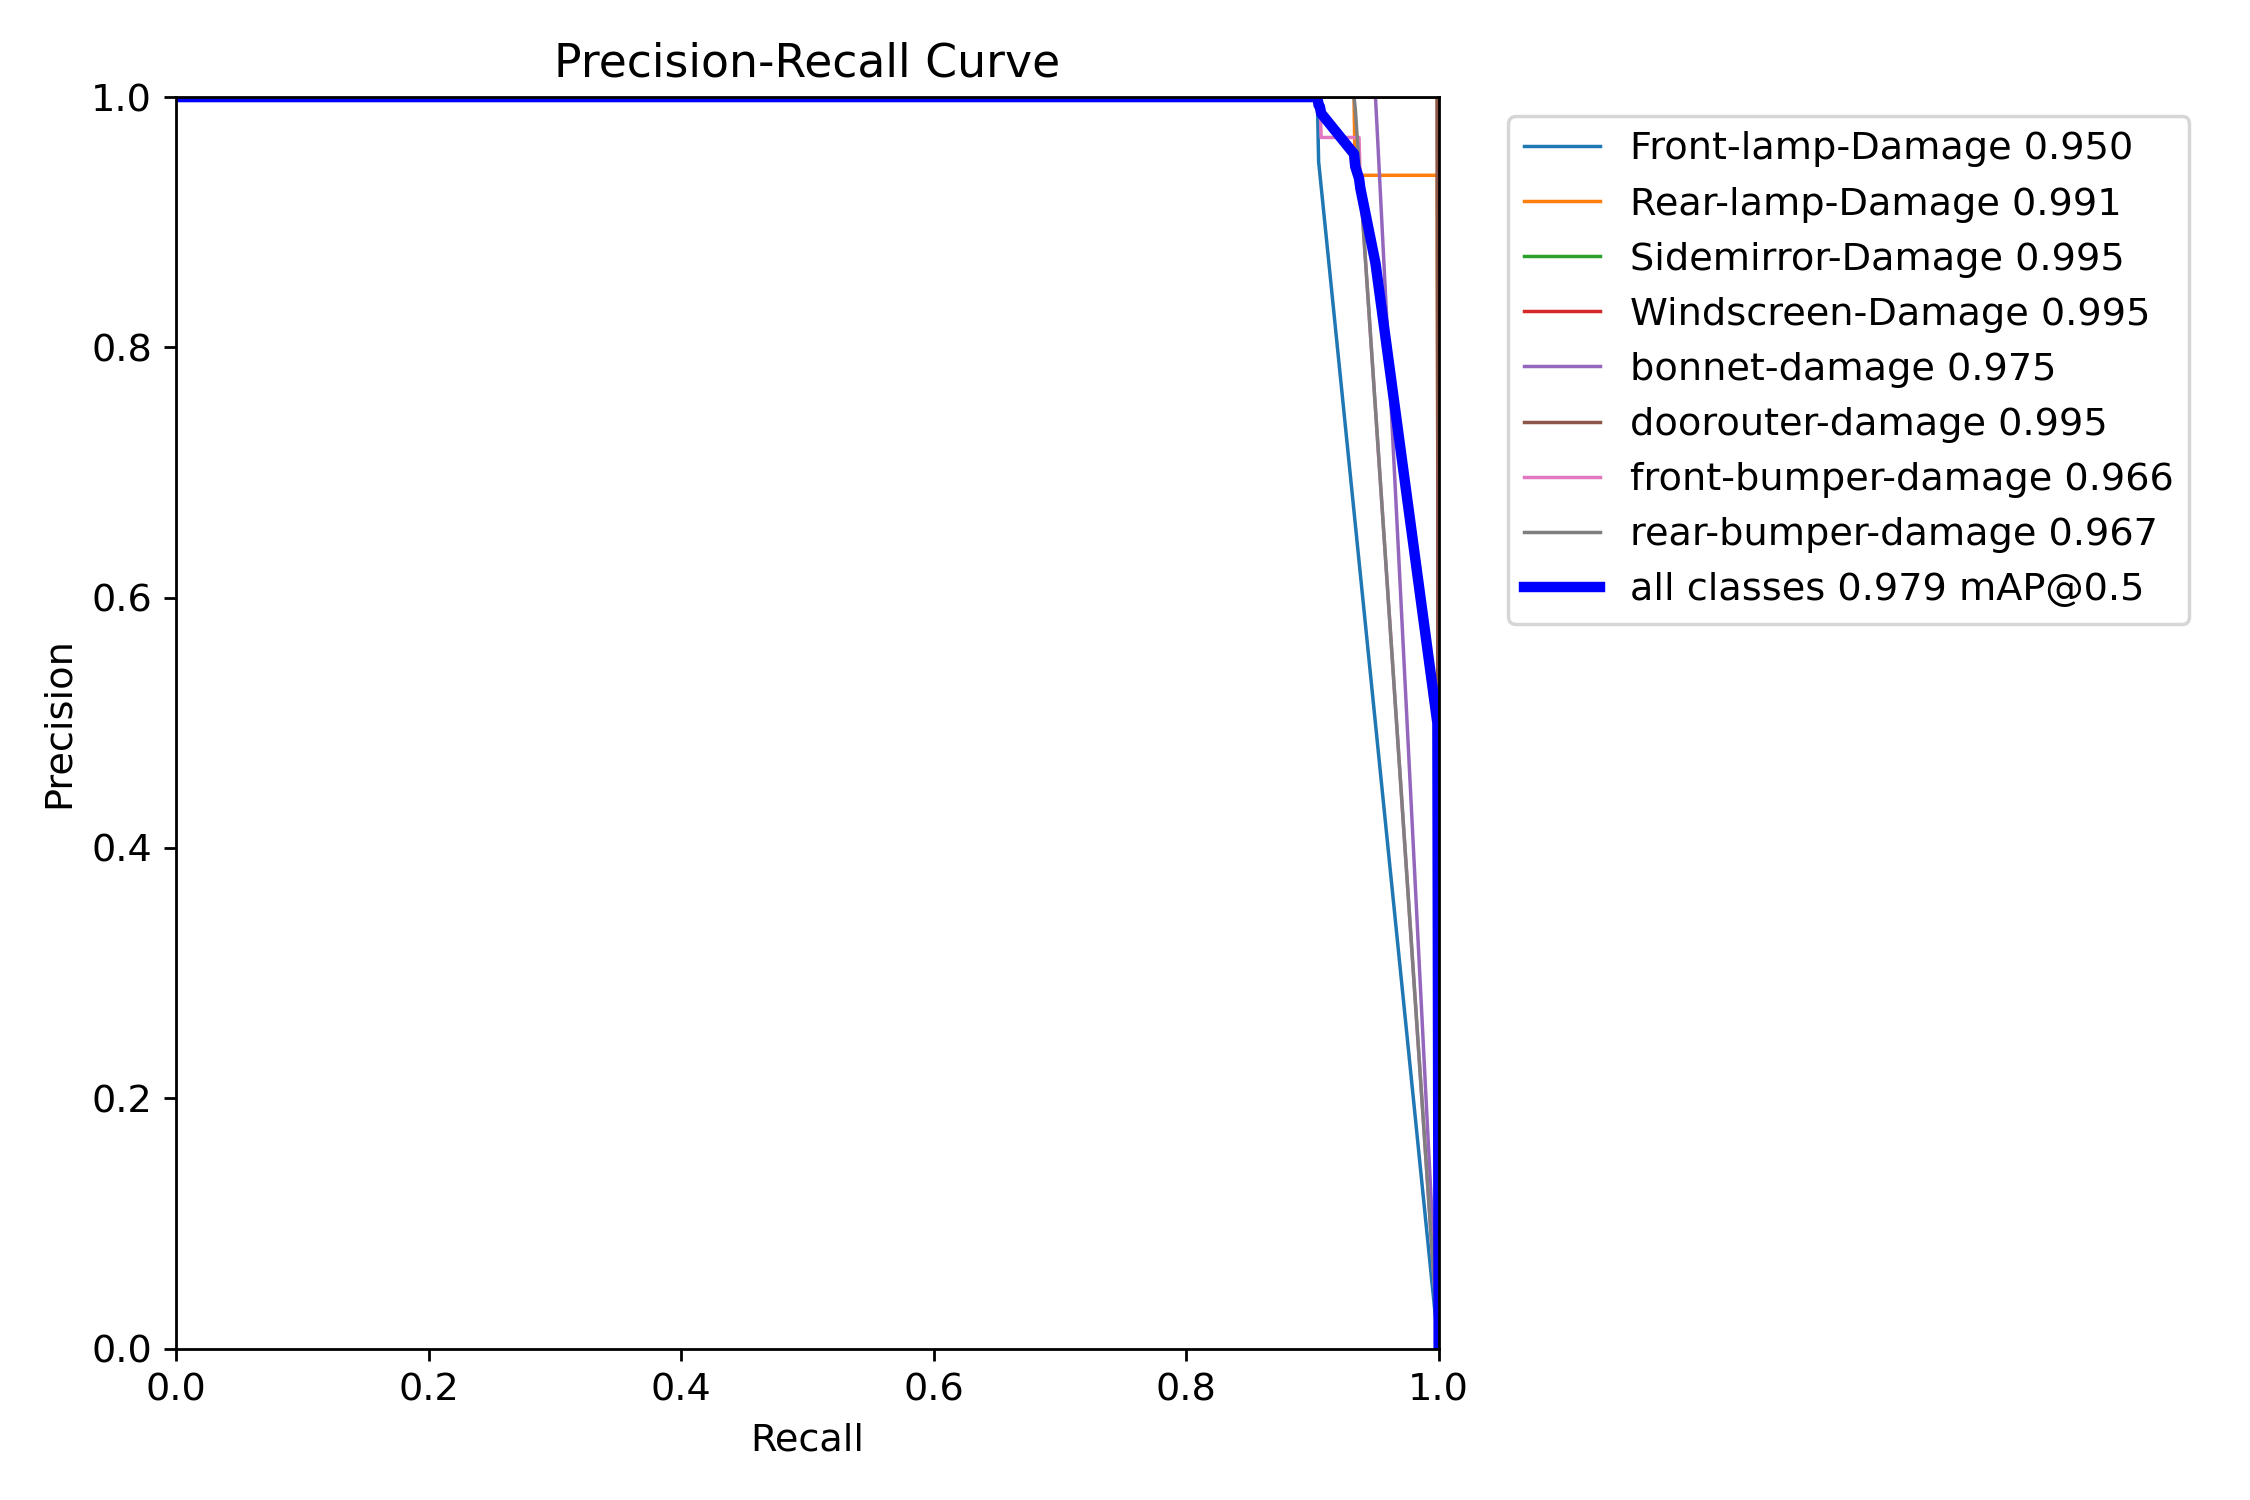 Precision-Recall Curve
1.0
0.8
0.6
0.4
0.2
0.0
Precision
0.0 0.2 0.4 0.6 0.8 1.0
Recall
Front-lamp-Damage 0.950
Rear-lamp-Damage 0.991
Sidemirror-Damage 0.995
Windscreen-Damage 0.995
bonnet-damage 0.975
doorouter-damage 0.995
front-bumper-damage 0.966
rear-bumper-damage 0.967
all classes 0.979 mAP@0.5